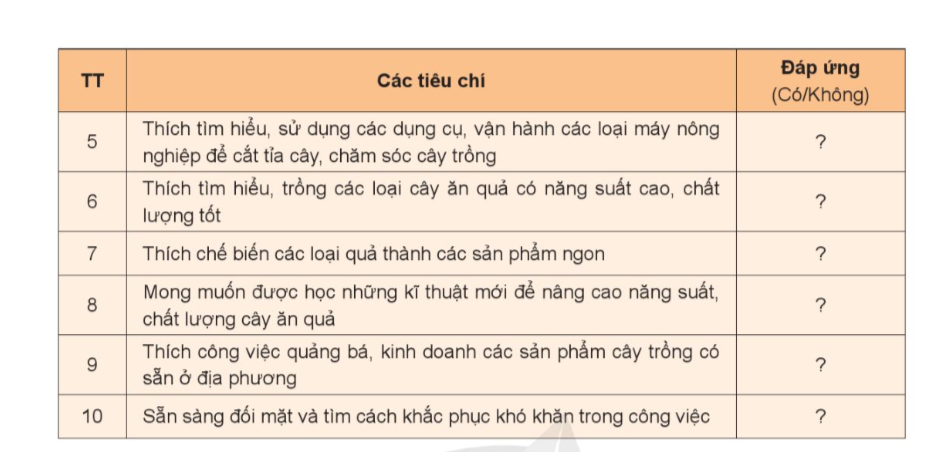 TT
Các tiêu chí
Đáp ứng
(Có/Không)
5
Thích tìm hiểu, sử dụng các dụng cụ, vận hành các loại máy nông
nghiệp để cắt tỉa cây, chăm sóc cây trồng
?
6
Thích tìm hiểu, trồng các loại cây ăn quả có năng suất cao, chất
lượng tốt
?
7
Thích chế biến các loại quả thành các sản phẩm ngon
?
8
Mong muốn được học những kĩ thuật mới để nâng cao năng suất,
chất lượng cây ăn quả
?
9
Thích công việc quảng bá, kinh doanh các sản phẩm cây trồng có
sẵn ở địa phương
?
10
Sẵn sàng đối mặt và tìm cách khắc phục khó khăn trong công việc
?